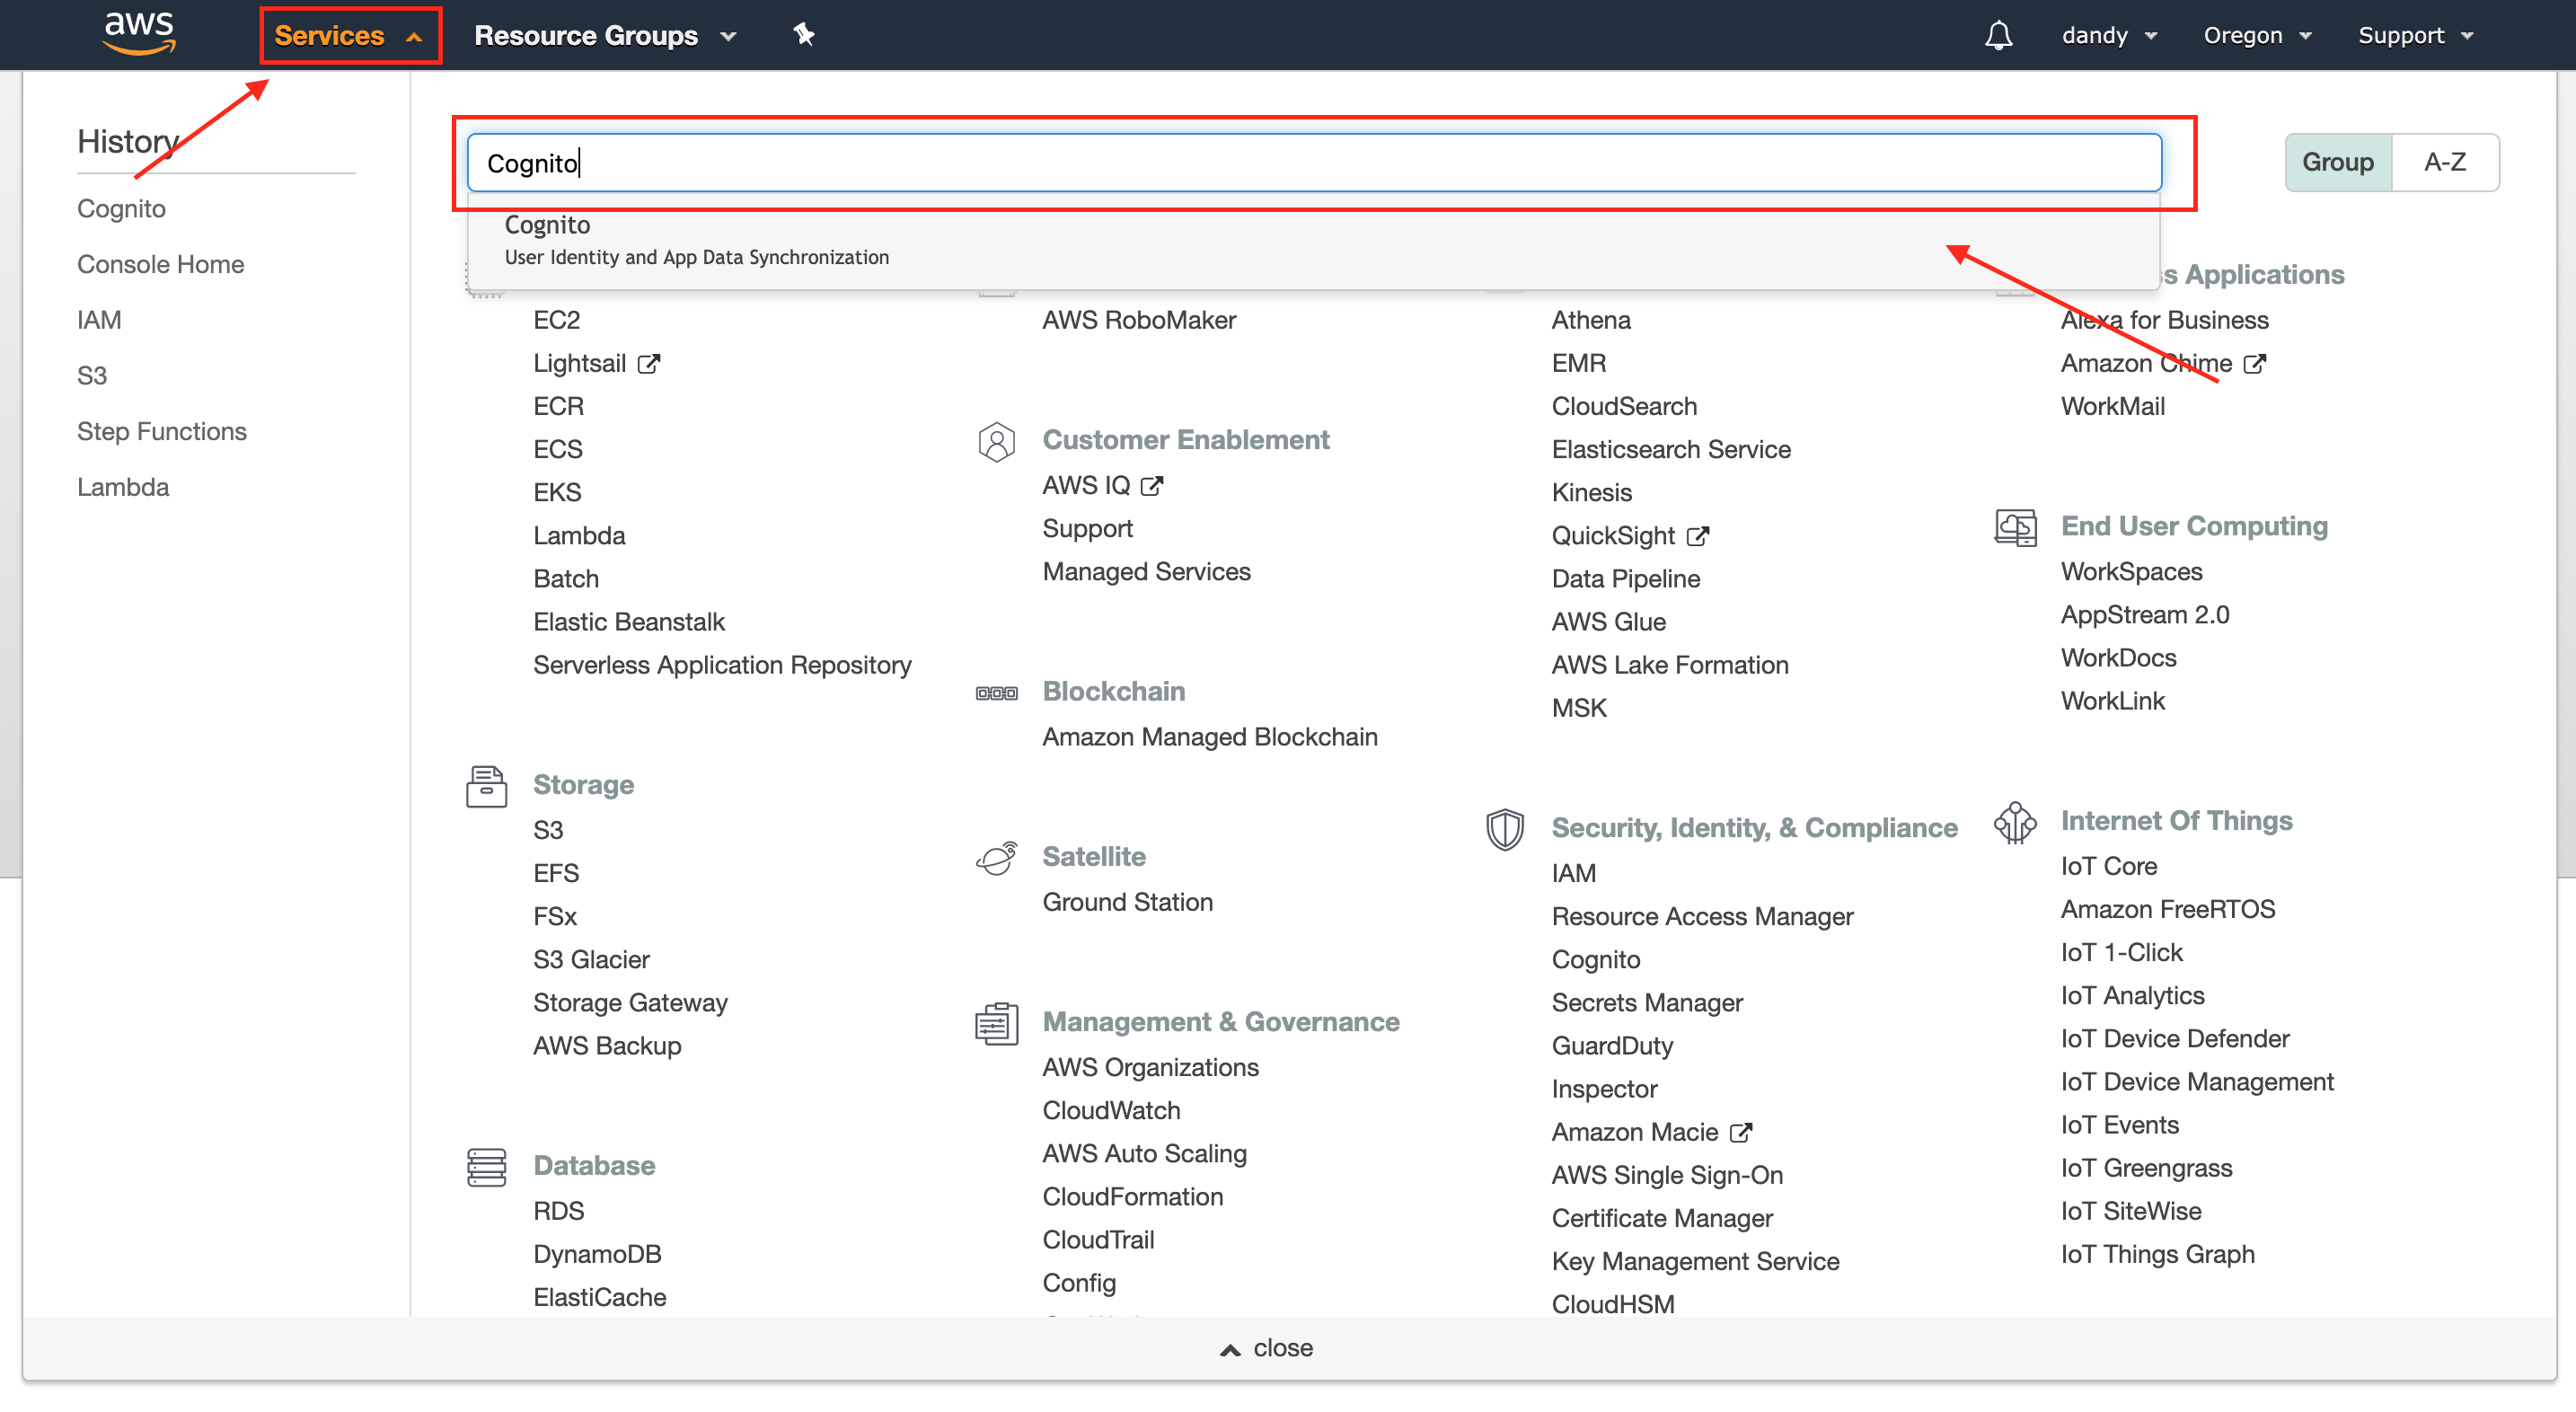 aws
Services
Resource Groups
dandy
Oregon
Support
History
Cognito
Console Home
IAM
S3
Step Functions
Lambda
Cognito
Group
A-Z
Cognito
User Identity and App Data Synchronization
EC2
Lightsail
ECR
ECS
EKS
Lambda
Batch
Elastic Beanstalk
Serverless Application Repository
Storage
S3
EFS
FSx
S3 Glacier
Storage Gateway
AWS Backup
Database
RDS
DynamoDB
ElastiCache
AWS RoboMaker
Customer Enablement
AWS IQ
Support
Managed Services
Blockchain
Amazon Managed Blockchain
Satellite
Ground Station
Management & Governance
AWS Organizations
CloudWatch
AWS Auto Scaling
CloudFormation
CloudTrail
Config
Athena
EMR
CloudSearch
Elasticsearch Service
Kinesis
QuickSight
Data Pipeline
AWS Glue
AWS Lake Formation
MSK
Security, Identity, & Compliance
IAM
Resource Access Manager
Cognito
Secrets Manager
GuardDuty
Inspector
Amazon Macie
AWS Single Sign-On
Certificate Manager
Key Management Service
CloudHSM
s Applications
Alexa for Business
Amazon Chime
WorkMail
End User Computing
WorkSpaces
AppStream 2.0
WorkDocs
WorkLink
Internet Of Things
IoT Core
Amazon FreeRTOS
IoT 1-Click
IoT Analytics
IoT Device Defender
IoT Device Management
IoT Events
IoT Greengrass
IoT SiteWise
IoT Things Graph
close